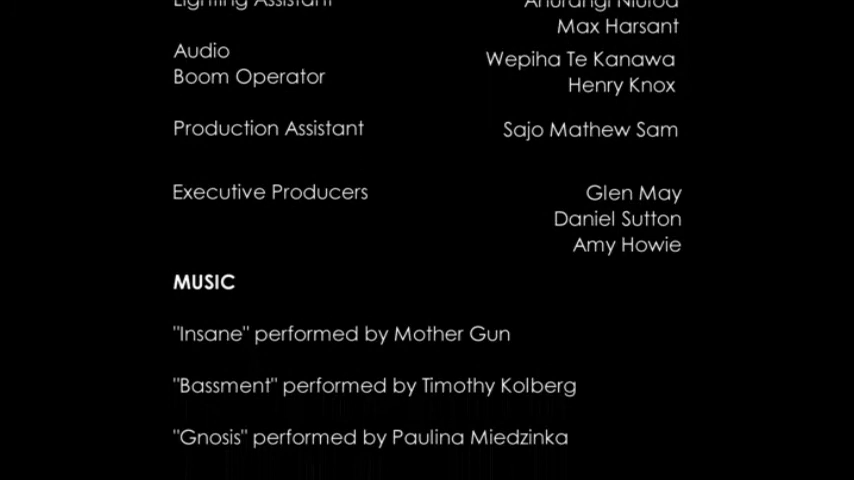 Lighting Assistant
Max Harsant
Audio Wepiha Te Kanawa
Boom Operator Henry Knox
Production Assistant Sajo Mathew Sam
Executive Producers Glen May
Daniel Sutton
Amy Howie
MUSIC
"Insane" performed by Mother Gun
"Bassment" performed by Timothy Kolberg
"Gnosis" performed by Paulina Miedzinka